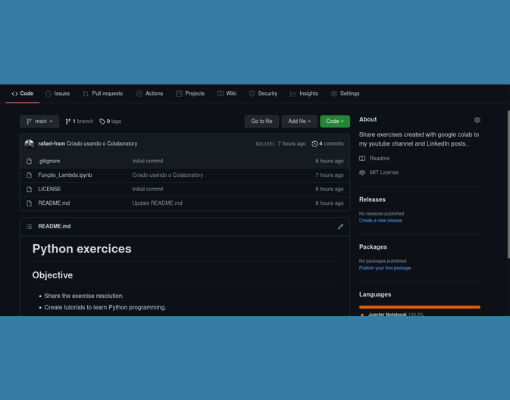 Code Issues Pull requests Actions Projects Wiki Security Insights Settings
main 1 branch 0 tags Go to file Add file Code
Criado usando o Colaboratory 7 hours ago 4 commits
.gitignore Initial commit 8 hours ago
Função_Lambda.ipynb Criado usando o Colaboratory 7 hours ago
LICENSE Initial commit 8 hours ago
README.md Update README.md 8 hours ago
README.md
Python exercices
Objective
Share the exercise resolution.
Create tutorials to learn Python programming.
About
Share exercises created with google colab to
my youtube channel and LinkedIn posts.
Readme
MIT License
Releases
No releases published
Create a new release
Packages
No packages published
Publish your first package
Languages
Jupyter Notebook 100.0%